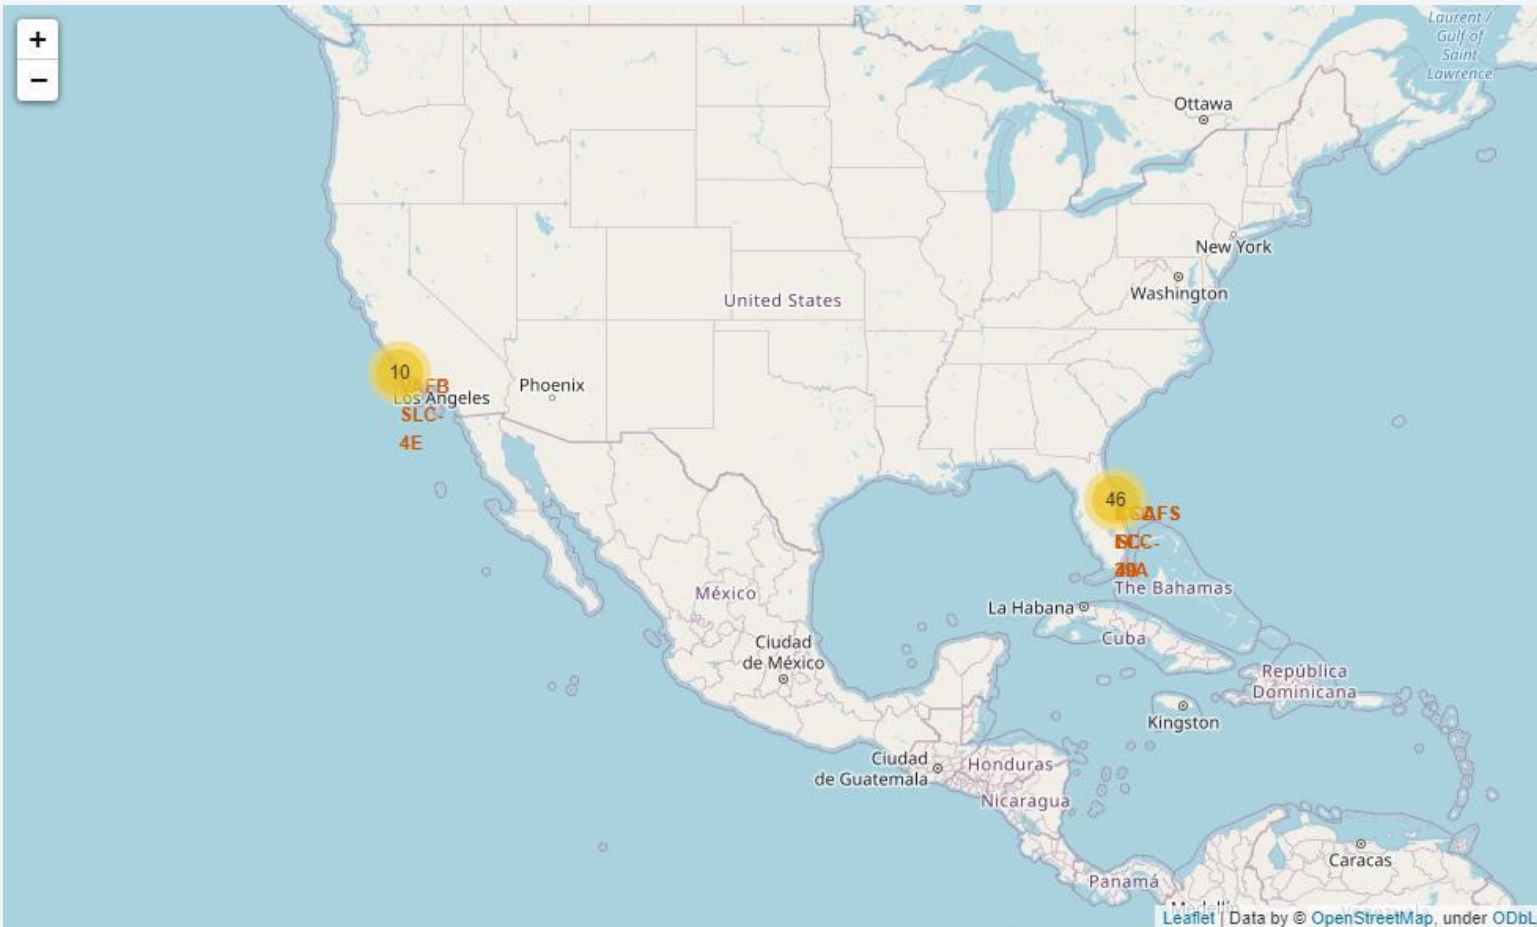 +
−
Laurent /
Gulf of
Saint
Lawrence
Ottawa
New York
Washington
United States
10
VAFB
Los Angeles
SLC-
4E
Phoenix
46
The Bahamas
La Habana
Cuba
México
Ciudad
de México
República
Dominicana
Kingston
Ciudad
de Guatemala
Honduras
Nicaragua
Caracas
Panamá
Medellín
Leaflet | Data by © OpenStreetMap, under ODbL